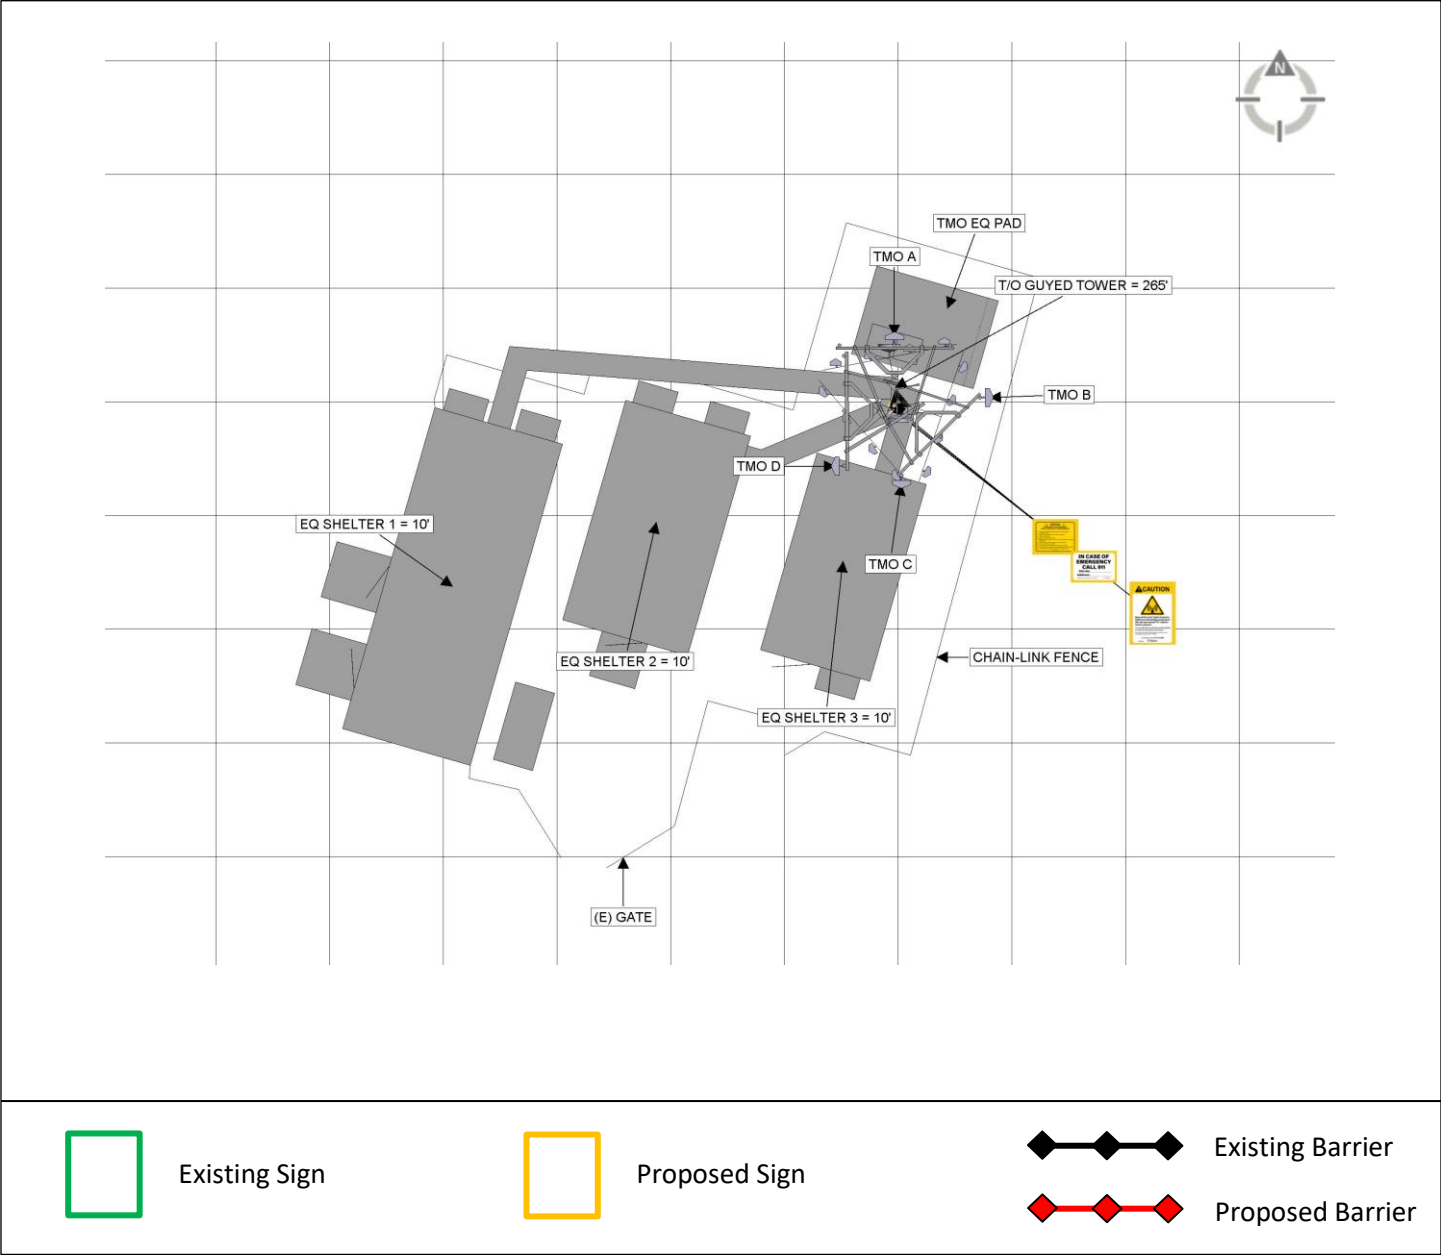 N
TMO EQ PAD
TMO A
T/O GUYED TOWER = 265'
TMO B
TMO D
EQ SHELTER 1 = 10'
IN CASE OF
EMERGENCY
CALL 911
TMO C
CAUTION
EQ SHELTER 2 = 10'
CHAIN-LINK FENCE
EQ SHELTER 3 = 10'
(E) GATE
Existing Sign
Proposed Sign
Existing Barrier
Proposed Barrier